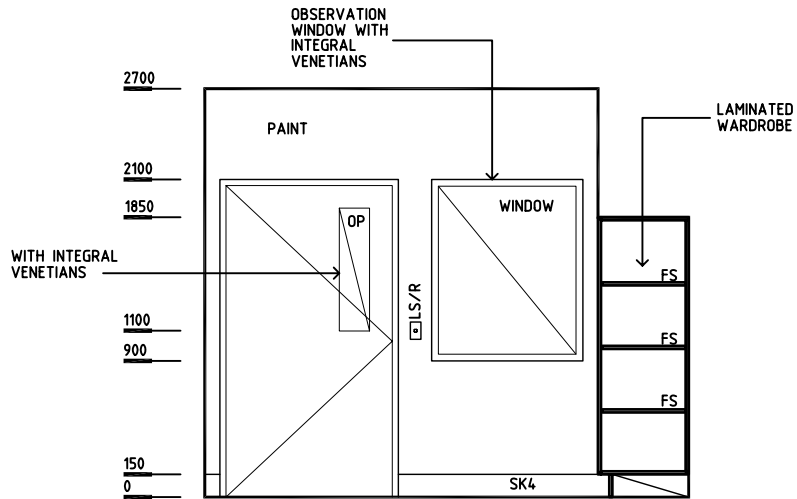 OBSERVATION
WINDOW WITH
INTEGRAL
VENETIANS
2700
LAMINATED
WARDROBE
PAINT
2100
1850
WINDOW
OP
WITH INTEGRAL
VENETIANS
FS
LS/R
1100
FS
900
FS
150
SK4
0